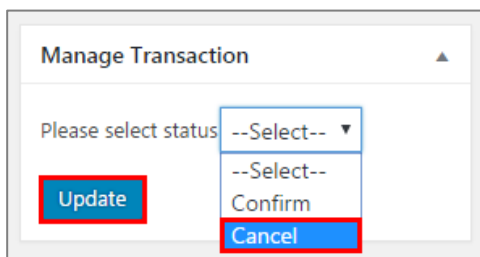 Manage Transaction
Please select status --Select--
--Select--
Update Confirm
Cancel